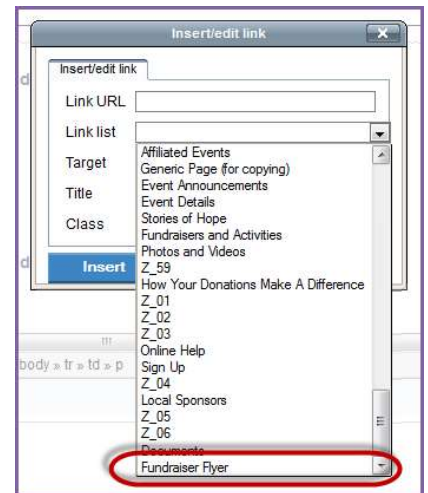 Insert/edit link
Insert/edit link
Link URL
Link list
Affiliated Events
Target
Generic Page (for copying)
Event Announcements
Title
Event Details
Stories of Hope
Class
Fundraisers and Activities
Photos and Videos
Insert
Z_59
How Your Donations Make A Difference
Z_01
Z_02
Z_03
Online Help
body » tr » td » p
Sign Up
Z_04
Local Sponsors
Z_05
Z_06
Documents
Fundraiser Flyer